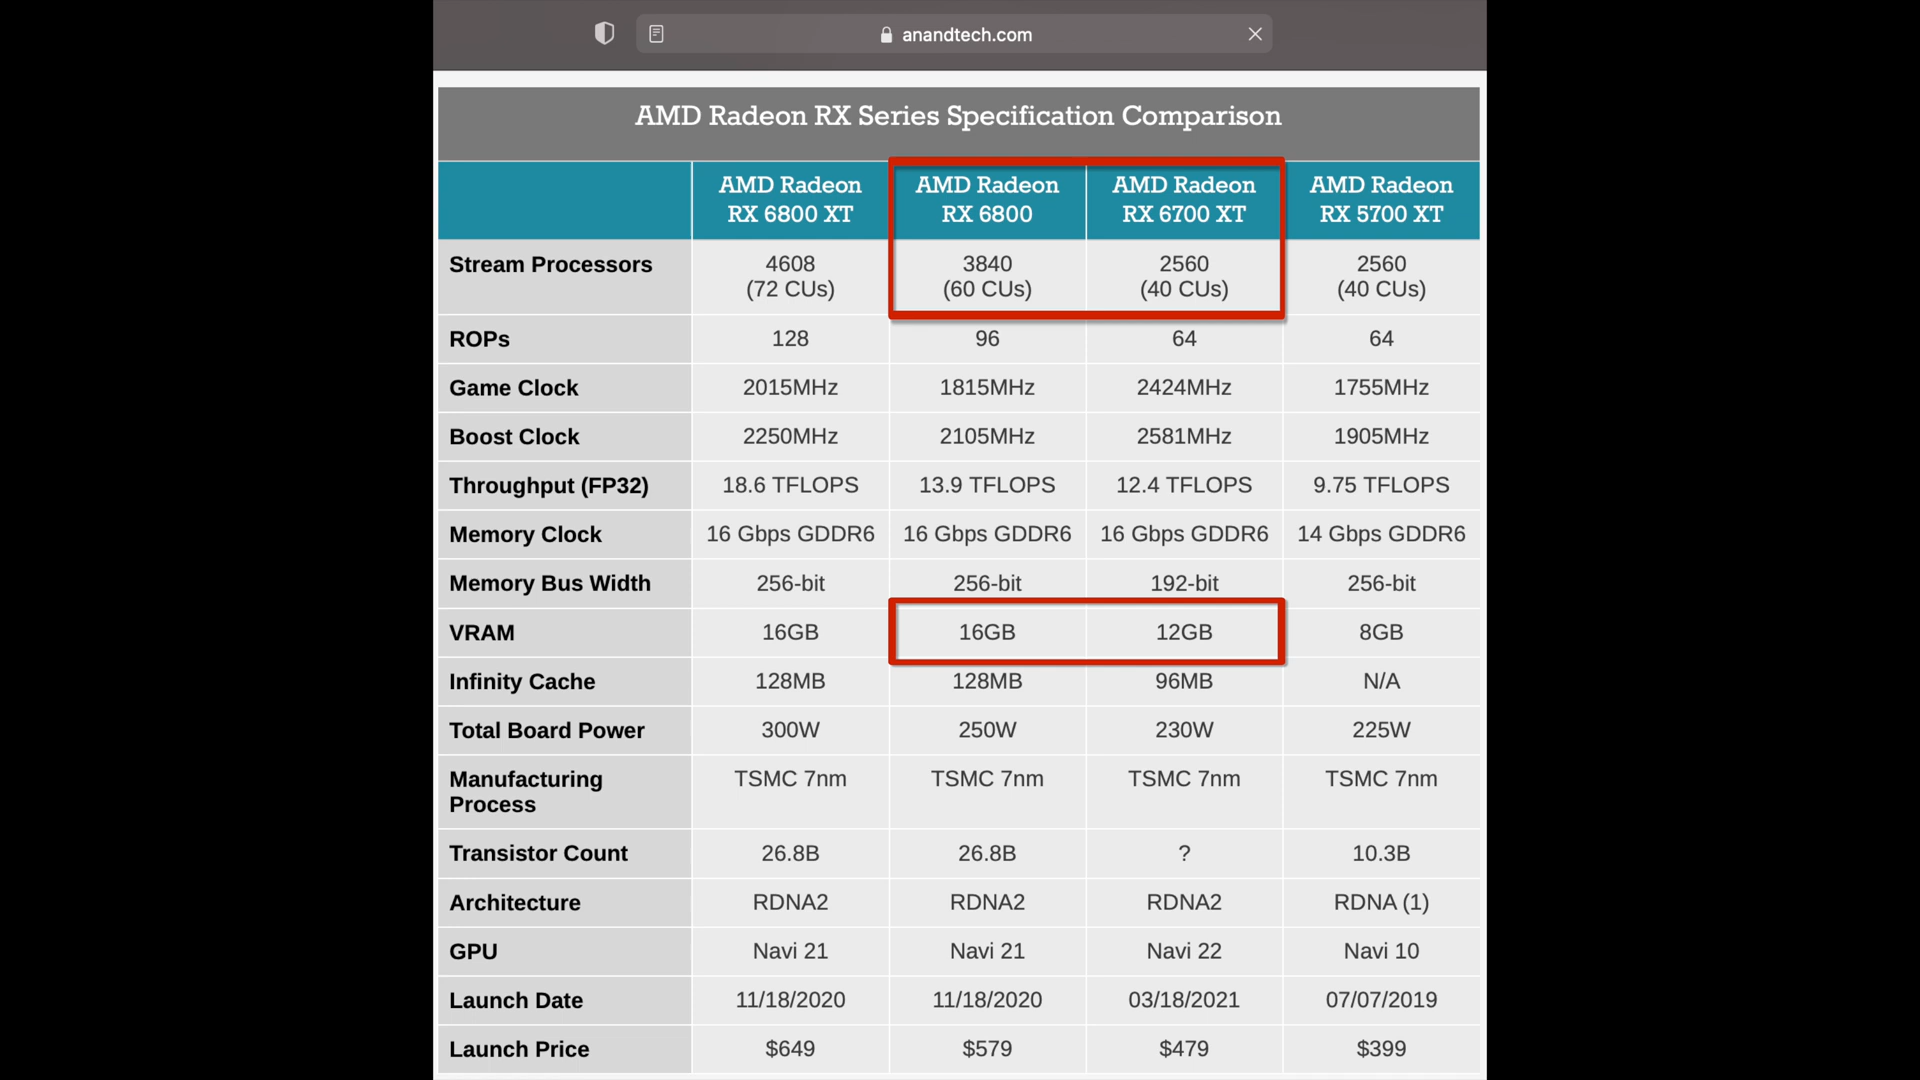 anandtech.com
AMD Radeon RX Series Specification Comparison
AMD Radeon RX 6800 XT AMD Radeon RX 6800 AMD Radeon RX 6700 XT AMD Radeon RX 5700 XT
Stream Processors 4608 (72 CUs) 3840 (60 CUs) 2560 (40 CUs) 2560 (40 CUs)
ROPs 128 96 64 64
Game Clock 2015MHz 1815MHz 2424MHz 1755MHz
Boost Clock 2250MHz 2105MHz 2581MHz 1905MHz
Throughput (FP32) 18.6 TFLOPS 13.9 TFLOPS 12.4 TFLOPS 9.75 TFLOPS
Memory Clock 16 Gbps GDDR6 16 Gbps GDDR6 16 Gbps GDDR6 14 Gbps GDDR6
Memory Bus Width 256-bit 256-bit 192-bit 256-bit
VRAM 16GB 16GB 12GB 8GB
Infinity Cache 128MB 128MB 96MB N/A
Total Board Power 300W 250W 230W 225W
Manufacturing Process TSMC 7nm TSMC 7nm TSMC 7nm TSMC 7nm
Transistor Count 26.8B 26.8B ? 10.3B
Architecture RDNA2 RDNA2 RDNA2 RDNA (1)
GPU Navi 21 Navi 21 Navi 22 Navi 10
Launch Date 11/18/2020 11/18/2020 03/18/2021 07/07/2019
Launch Price $649 $579 $479 $399